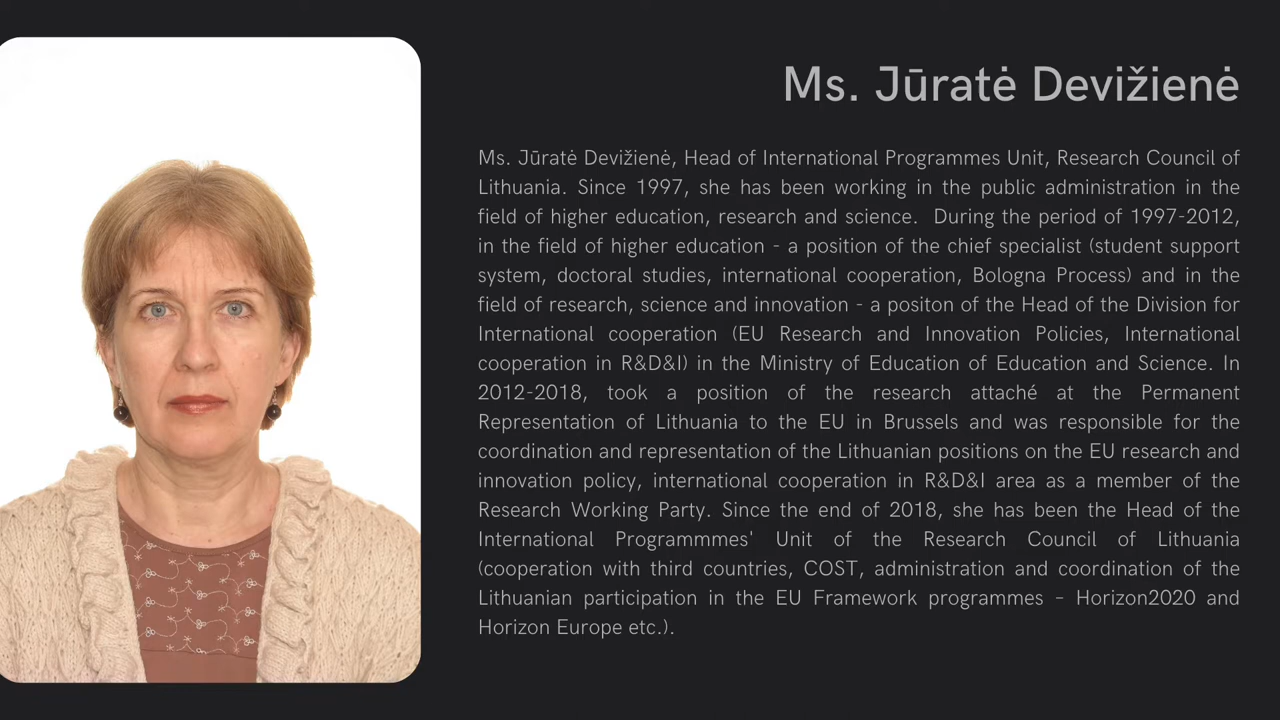 Ms. Jūratė Devižienė
Ms. Jūratė Devižienė, Head of International Programmes Unit, Research Council of
Lithuania. Since 1997, she has been working in the public administration in the
field of higher education, research and science. During the period of 1997-2012,
in the field of higher education - a position of the chief specialist (student support
system, doctoral studies, international cooperation, Bologna Process) and in the
field of research, science and innovation - a positon of the Head of the Division for
International cooperation (EU Research and Innovation Policies, International
cooperation in R&D&I) in the Ministry of Education of Education and Science. In
2012-2018, took a position of the research attaché at the Permanent
Representation of Lithuania to the EU in Brussels and was responsible for the
coordination and representation of the Lithuanian positions on the EU research and
innovation policy, international cooperation in R&D&I area as a member of the
Research Working Party. Since the end of 2018, she has been the Head of the
International Programmmes' Unit of the Research Council of Lithuania
(cooperation with third countries, COST, administration and coordination of the
Lithuanian participation in the EU Framework programmes – Horizon2020 and
Horizon Europe etc.).